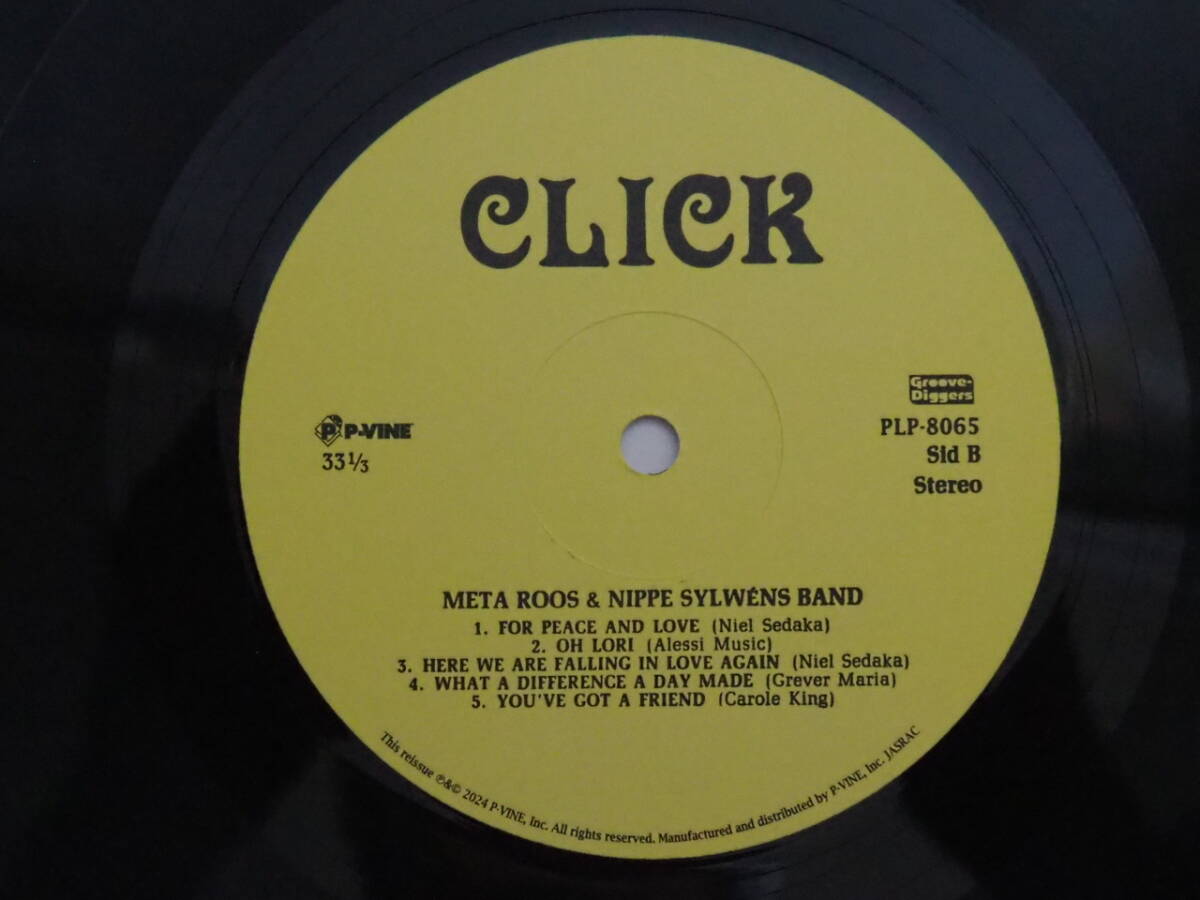 CLICK
Groove-
Diggers
P P-VINE
33 1/3
PLP-8065
Sid B
Stereo
META ROOS & NIPPE SYLWÉNS BAND
1. FOR PEACE AND LOVE (Niel Sedaka)
2. OH LORI (Alessi Music)
3. HERE WE ARE FALLING IN LOVE AGAIN (Niel Sedaka)
4. WHAT A DIFFERENCE A DAY MADE (Grever Maria)
5. YOU'VE GOT A FRIEND (Carole King)
This reissue ℗&© 2024 P-VINE, Inc. All rights reserved. Manufactured and distributed by P-VINE, Inc. JASRAC